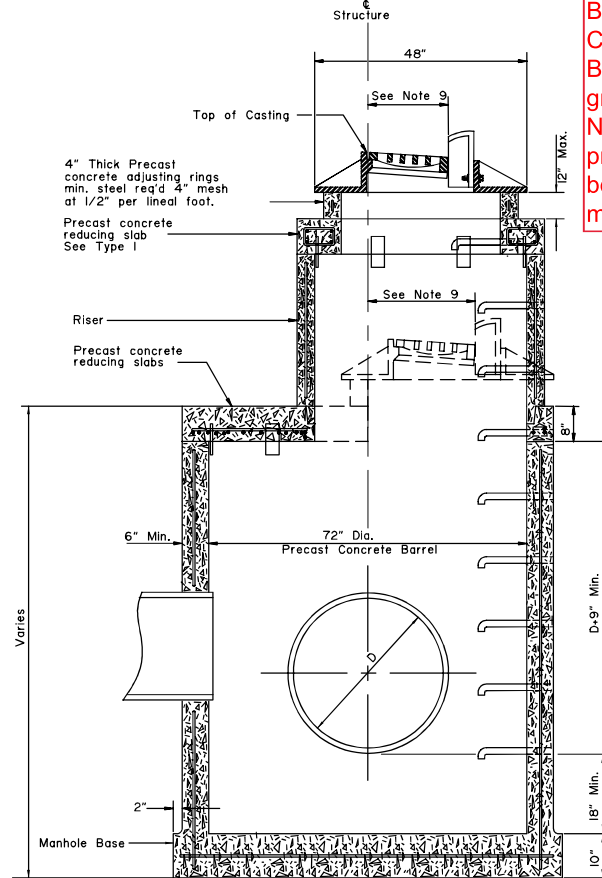 ℄
Structure
48"
See Note 9
Top of Casting
12" Max.
4" Thick Precast
concrete adjusting rings
min. steel req'd 4" mesh
at 1/2" per lineal foot.
Precast concrete
reducing slab
See Type I
See Note 9
Riser
Precast concrete
reducing slabs
8"
6" Min.
72" Dia.
Precast Concrete Barrel
Varies
D+9" Min.
D
2"
18" Min.
Manhole Base
10"
B
C
B
g
N
p
b
m